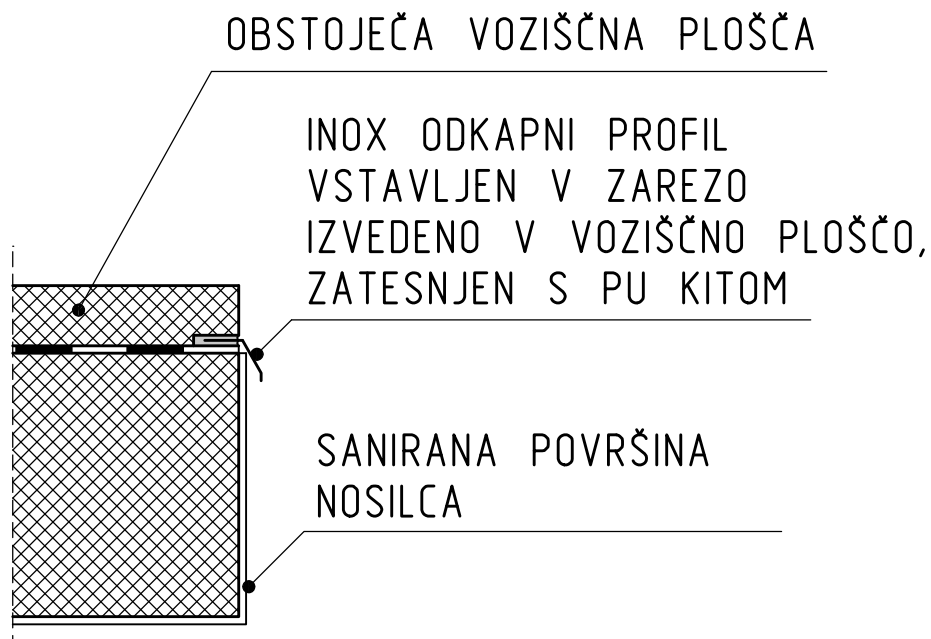 OBSTOJEČA VOZIŠČNA PLOŠČA
INOX ODKAPNI PROFIL
VSTAVLJEN V ZAREZO
IZVEDENO V VOZIŠČNO PLOŠČO,
ZATESNJEN S PU KITOM
SANIRANA POVRŠINA
NOSILCA